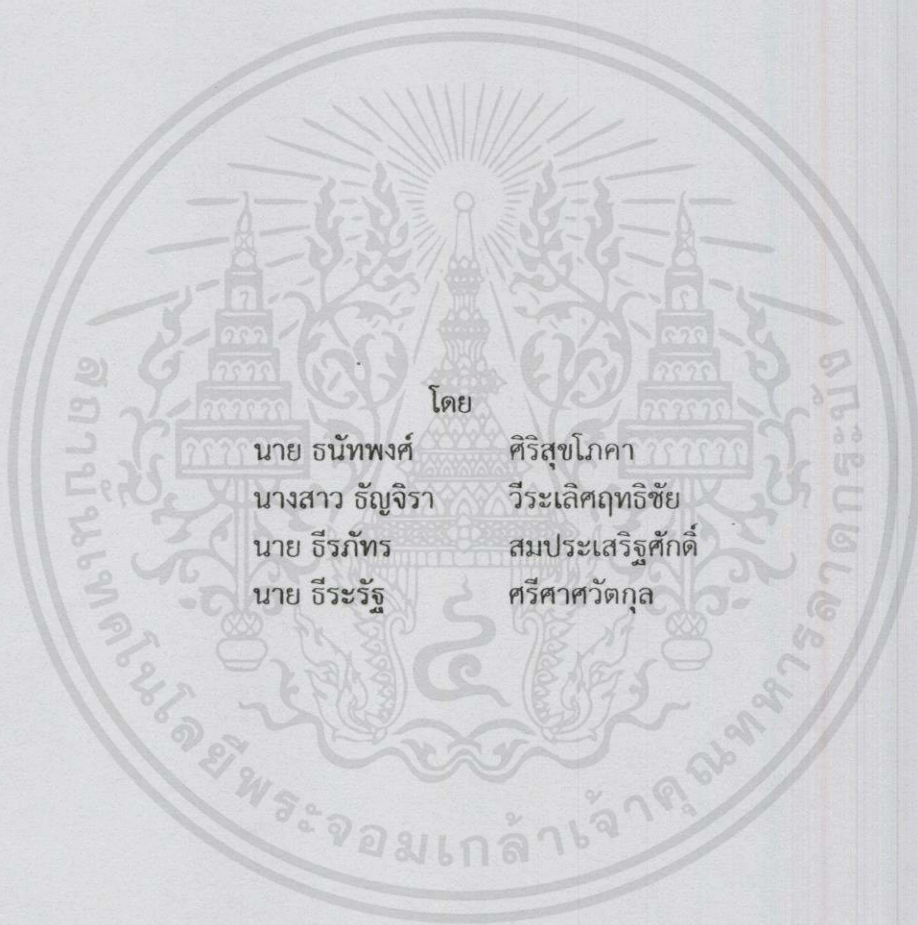 โดย
นาย ธนัทพงศ์ ศิริสุขโภคา
นางสาว ธัญจิรา วีระเลิศฤทธิชัย
นาย ธีรภัทร สมประเสริฐศักดิ์
นาย ธีระรัฐ ศรีศาศวัตกุล
๔
สถาบันเทคโนโลยีพระจอมเกล้าเจ้าคุณทหารลาดกระบัง